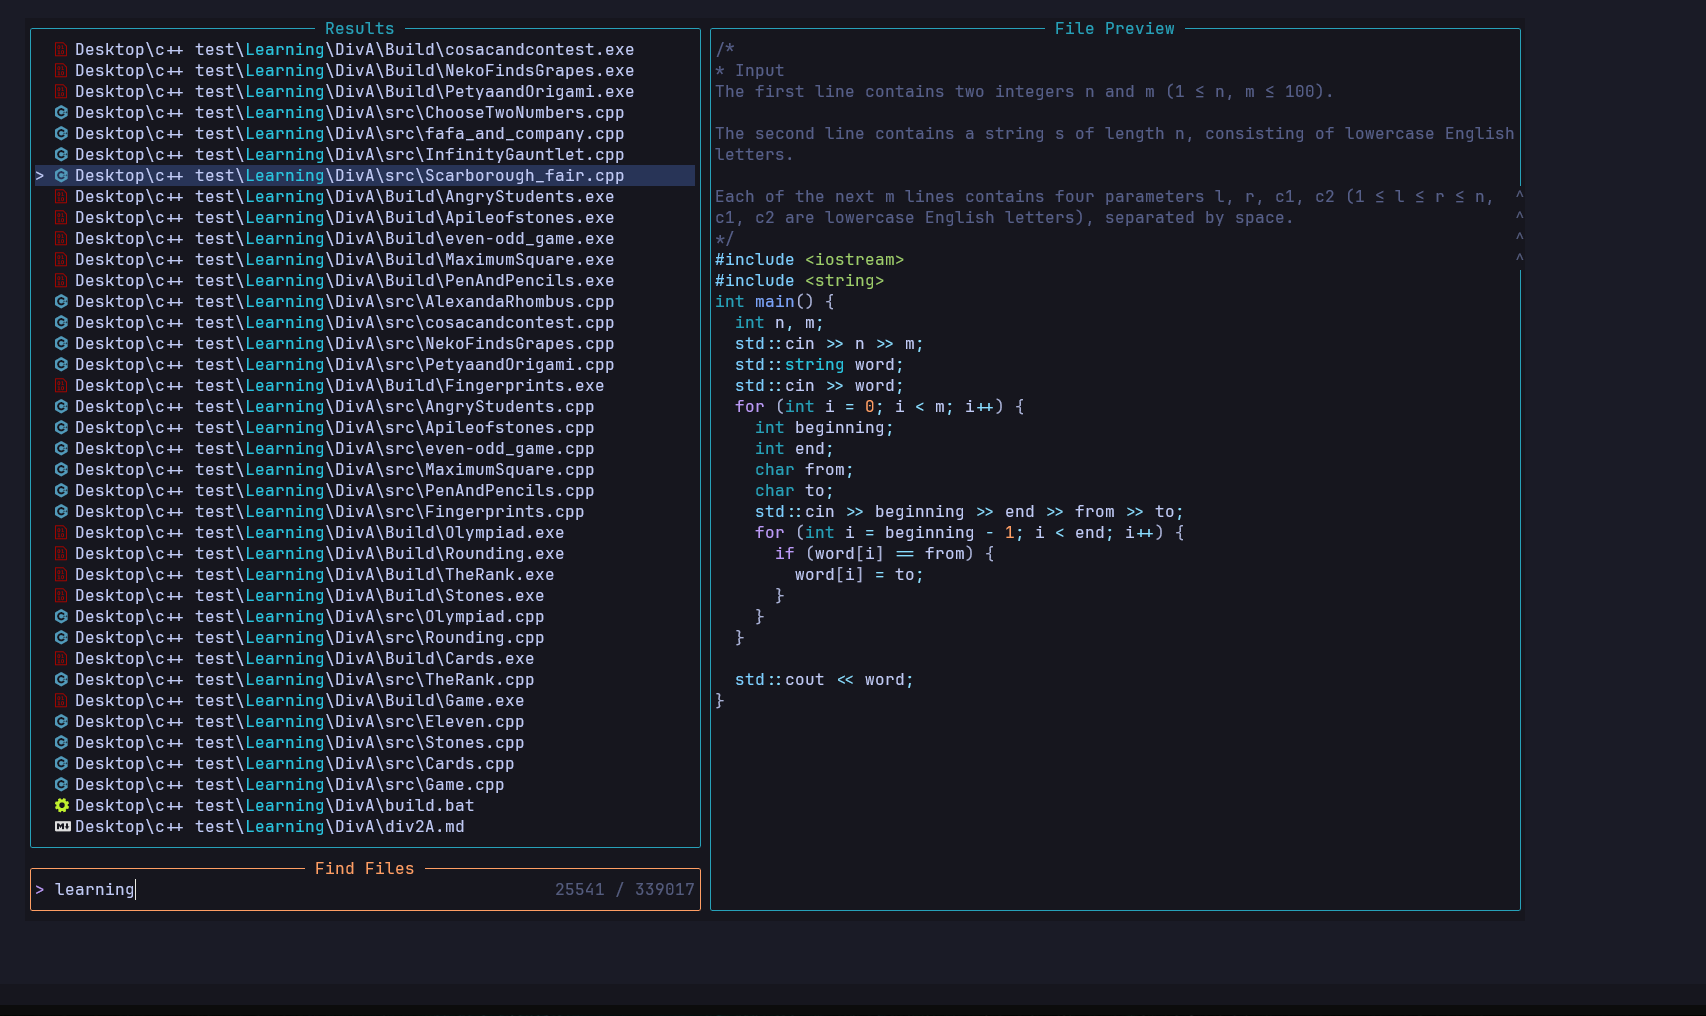 Results
Desktop\c++ test\Learning\DivA\Build\cosacandcontest.exe
Desktop\c++ test\Learning\DivA\Build\NekoFindsGrapes.exe
Desktop\c++ test\Learning\DivA\Build\PetyaandOrigami.exe
Desktop\c++ test\Learning\DivA\src\ChooseTwoNumbers.cpp
Desktop\c++ test\Learning\DivA\src\fafa_and_company.cpp
Desktop\c++ test\Learning\DivA\src\InfinityGauntlet.cpp
> Desktop\c++ test\Learning\DivA\src\Scarborough_fair.cpp
Desktop\c++ test\Learning\DivA\Build\AngryStudents.exe
Desktop\c++ test\Learning\DivA\Build\Apileofstones.exe
Desktop\c++ test\Learning\DivA\Build\even-odd_game.exe
Desktop\c++ test\Learning\DivA\Build\MaximumSquare.exe
Desktop\c++ test\Learning\DivA\Build\PenAndPencils.exe
Desktop\c++ test\Learning\DivA\src\AlexandaRhombus.cpp
Desktop\c++ test\Learning\DivA\src\cosacandcontest.cpp
Desktop\c++ test\Learning\DivA\src\NekoFindsGrapes.cpp
Desktop\c++ test\Learning\DivA\src\PetyaandOrigami.cpp
Desktop\c++ test\Learning\DivA\Build\Fingerprints.exe
Desktop\c++ test\Learning\DivA\src\AngryStudents.cpp
Desktop\c++ test\Learning\DivA\src\Apileofstones.cpp
Desktop\c++ test\Learning\DivA\src\even-odd_game.cpp
Desktop\c++ test\Learning\DivA\src\MaximumSquare.cpp
Desktop\c++ test\Learning\DivA\src\PenAndPencils.cpp
Desktop\c++ test\Learning\DivA\src\Fingerprints.cpp
Desktop\c++ test\Learning\DivA\Build\Olympiad.exe
Desktop\c++ test\Learning\DivA\Build\Rounding.exe
Desktop\c++ test\Learning\DivA\Build\TheRank.exe
Desktop\c++ test\Learning\DivA\Build\Stones.exe
Desktop\c++ test\Learning\DivA\src\Olympiad.cpp
Desktop\c++ test\Learning\DivA\src\Rounding.cpp
Desktop\c++ test\Learning\DivA\Build\Cards.exe
Desktop\c++ test\Learning\DivA\src\TheRank.cpp
Desktop\c++ test\Learning\DivA\Build\Game.exe
Desktop\c++ test\Learning\DivA\src\Eleven.cpp
Desktop\c++ test\Learning\DivA\src\Stones.cpp
Desktop\c++ test\Learning\DivA\src\Cards.cpp
Desktop\c++ test\Learning\DivA\src\Game.cpp
Desktop\c++ test\Learning\DivA\build.bat
Desktop\c++ test\Learning\DivA\div2A.md
Find Files
> learning 25541 / 339017
File Preview
/*
* Input
The first line contains two integers n and m (1 ≤ n, m ≤ 100).
The second line contains a string s of length n, consisting of lowercase English
letters.
Each of the next m lines contains four parameters l, r, c1, c2 (1 ≤ l ≤ r ≤ n, ^
c1, c2 are lowercase English letters), separated by space. ^
*/ ^
#include <iostream> ^
#include <string>
int main() {
  int n, m;
  std::cin >> n >> m;
  std::string word;
  std::cin >> word;
  for (int i = 0; i < m; i++) {
    int beginning;
    int end;
    char from;
    char to;
    std::cin >> beginning >> end >> from >> to;
    for (int i = beginning - 1; i < end; i++) {
      if (word[i] == from) {
        word[i] = to;
      }
    }
  }
  std::cout << word;
}